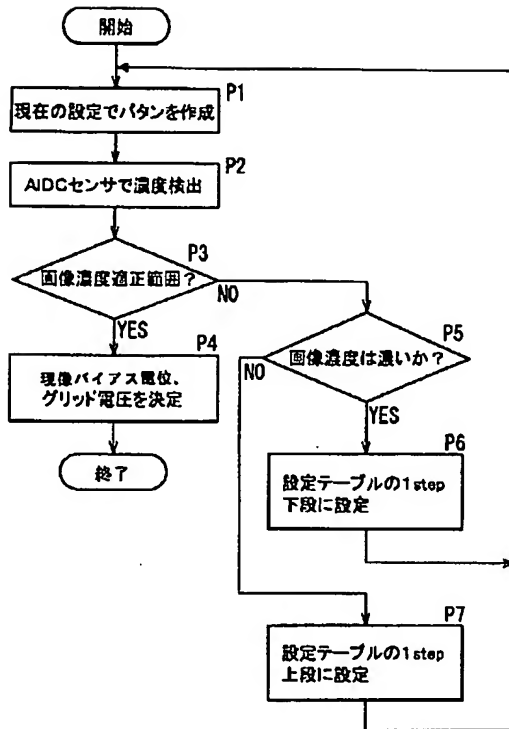 開始
P1
現在の設定でパタンを作成
P2
AIDCセンサで濃度検出
P3
画像濃度適正範囲？
NO
YES
P4
現像バイアス電位、
グリッド電圧を決定
終了
P5
画像濃度は濃いか？
NO
YES
P6
設定テーブルの1step
下段に設定
P7
設定テーブルの1step
上段に設定